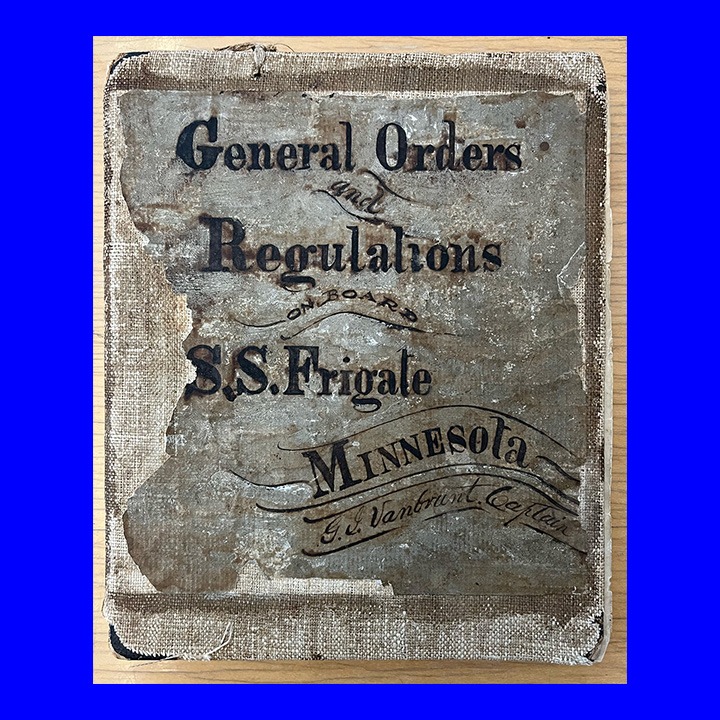 General Orders
and
Regulations
ON BOARD
S.S. Frigate
MINNESOTA
G. J. Vanbrunt. Captain